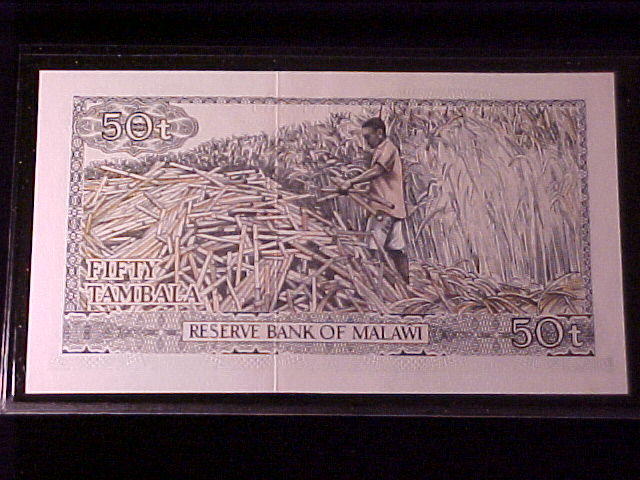 50t
FIFTY
TAMBALA
RESERVE BANK OF MALAWI
50t